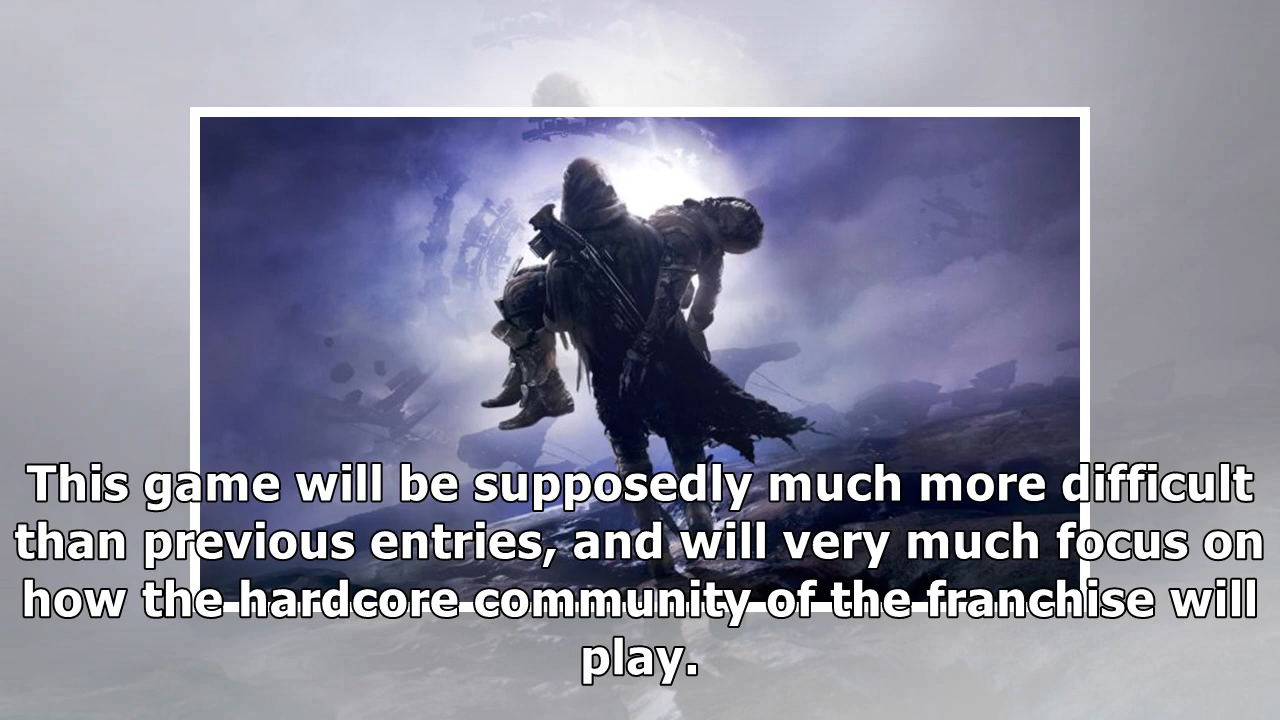 This game will be supposedly much more difficult
than previous entries, and will very much focus on
how the hardcore community of the franchise will
play.